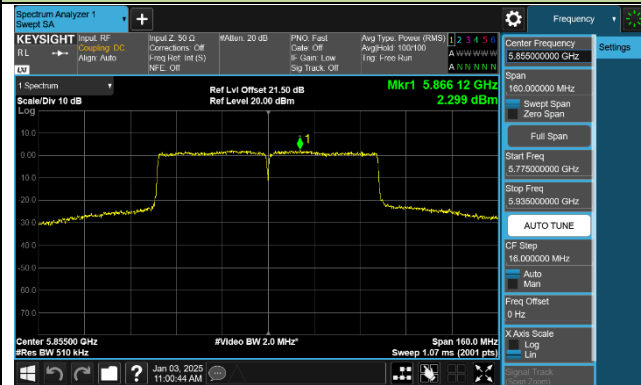 Spectrum Analyzer 1
Swept SA
Frequency
KEYSIGHT
RL
Input: RF
Coupling: DC
Align: Auto
Input Z: 50 Ω
Corrections: Off
Freq Ref: Int (S)
NFE: Off
#Atten: 20 dB
PNO: Fast
Gate: Off
IF Gain: Low
Sig Track: Off
Avg Type: Power (RMS)
Avg|Hold: 100/100
Trig: Free Run
1 2 3 4 5 6
A W W W W W
A N N N N N
Center Frequency
5.855000000 GHz
Settings
1 Spectrum
Scale/Div 10 dB
Log
Ref Lvl Offset 21.50 dB
Ref Level 20.00 dBm
Mkr1 5.866 12 GHz
2.299 dBm
Span
160.000000 MHz
Swept Span
Zero Span
Full Span
Start Freq
5.775000000 GHz
Stop Freq
5.935000000 GHz
AUTO TUNE
CF Step
16.000000 MHz
Auto
Man
Freq Offset
0 Hz
X Axis Scale
Log
Lin
Signal Track
(Span Zoom)
10.0
0.00
-10.0
-20.0
-30.0
-40.0
-50.0
-60.0
-70.0
1
Center 5.85500 GHz
#Res BW 510 kHz
#Video BW 2.0 MHz*
Span 160.0 MHz
Sweep 1.07 ms (2001 pts)
Jan 03, 2025
11:00:44 AM